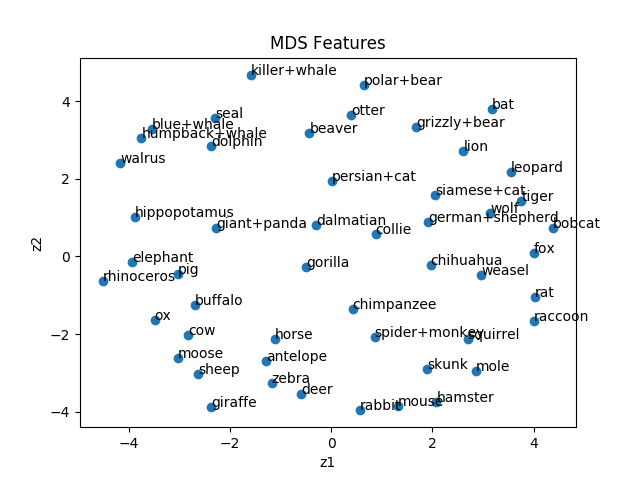 MDS Features
killer+whale
polar+bear
bat
seal
otter
blue+whale
grizzly+bear
beaver
humpback+whale
dolphin
lion
walrus
leopard
persian+cat
siamese+cat
tiger
wolf
hippopotamus
giant+panda
dalmatian
german+shepherd
bobcat
collie
fox
elephant
gorilla
chihuahua
pig
weasel
rhinoceros
buffalo
chimpanzee
rat
ox
raccoon
cow
horse
spider+monkey
squirrel
moose
antelope
sheep
skunk
mole
zebra
deer
giraffe
rabbit
mouse
hamster
4
2
0
−2
−4
z2
−4
−2
0
2
4
z1